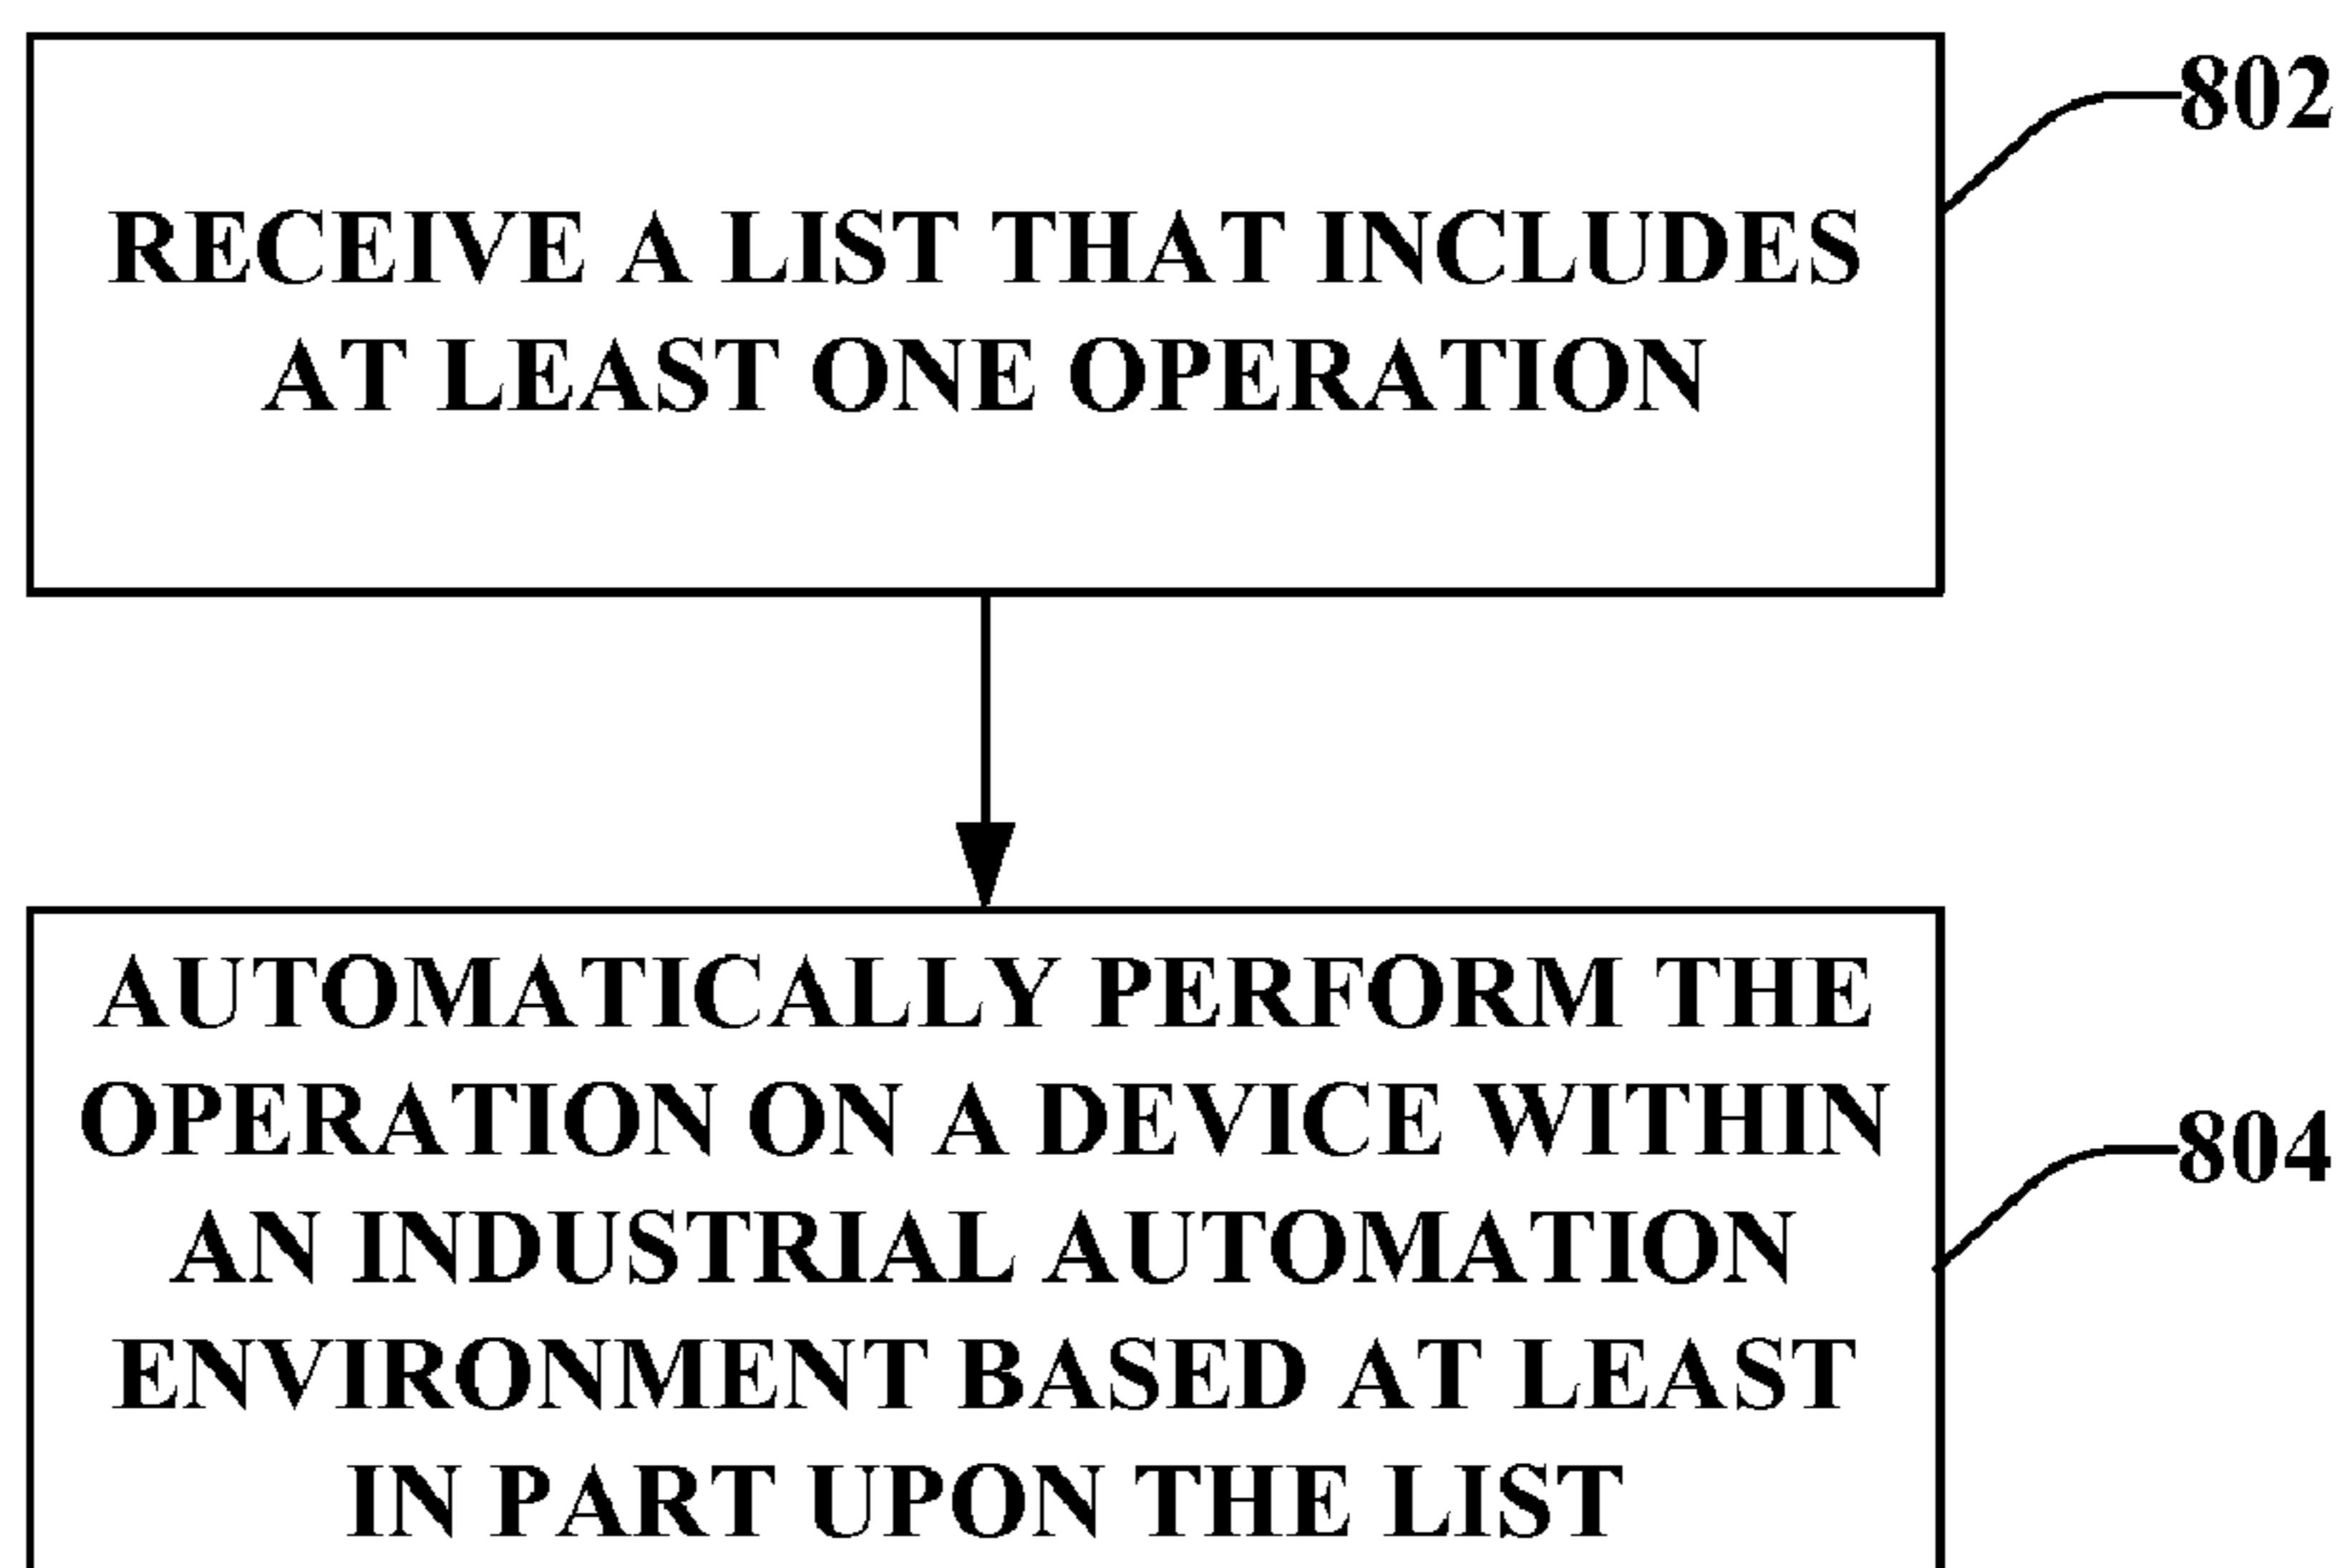 802
RECEIVE A LIST THAT INCLUDES
AT LEAST ONE OPERATION
AUTOMATICALLY PERFORM THE
OPERATION ON A DEVICE WITHIN
804
AN INDUSTRIAL AUTOMATION
ENVIRONMENT BASED AT LEAST
IN PART UPON THE LIST